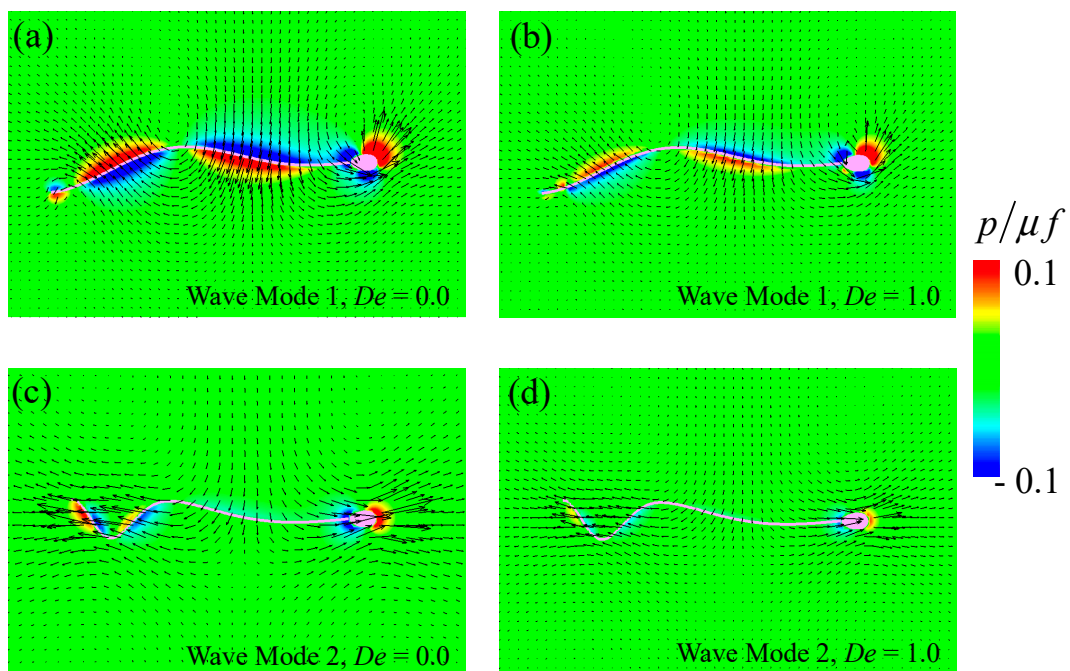 (a)
Wave Mode 1, De = 0.0
(b)
Wave Mode 1, De = 1.0
p/μf
0.1
- 0.1
(c)
Wave Mode 2, De = 0.0
(d)
Wave Mode 2, De = 1.0